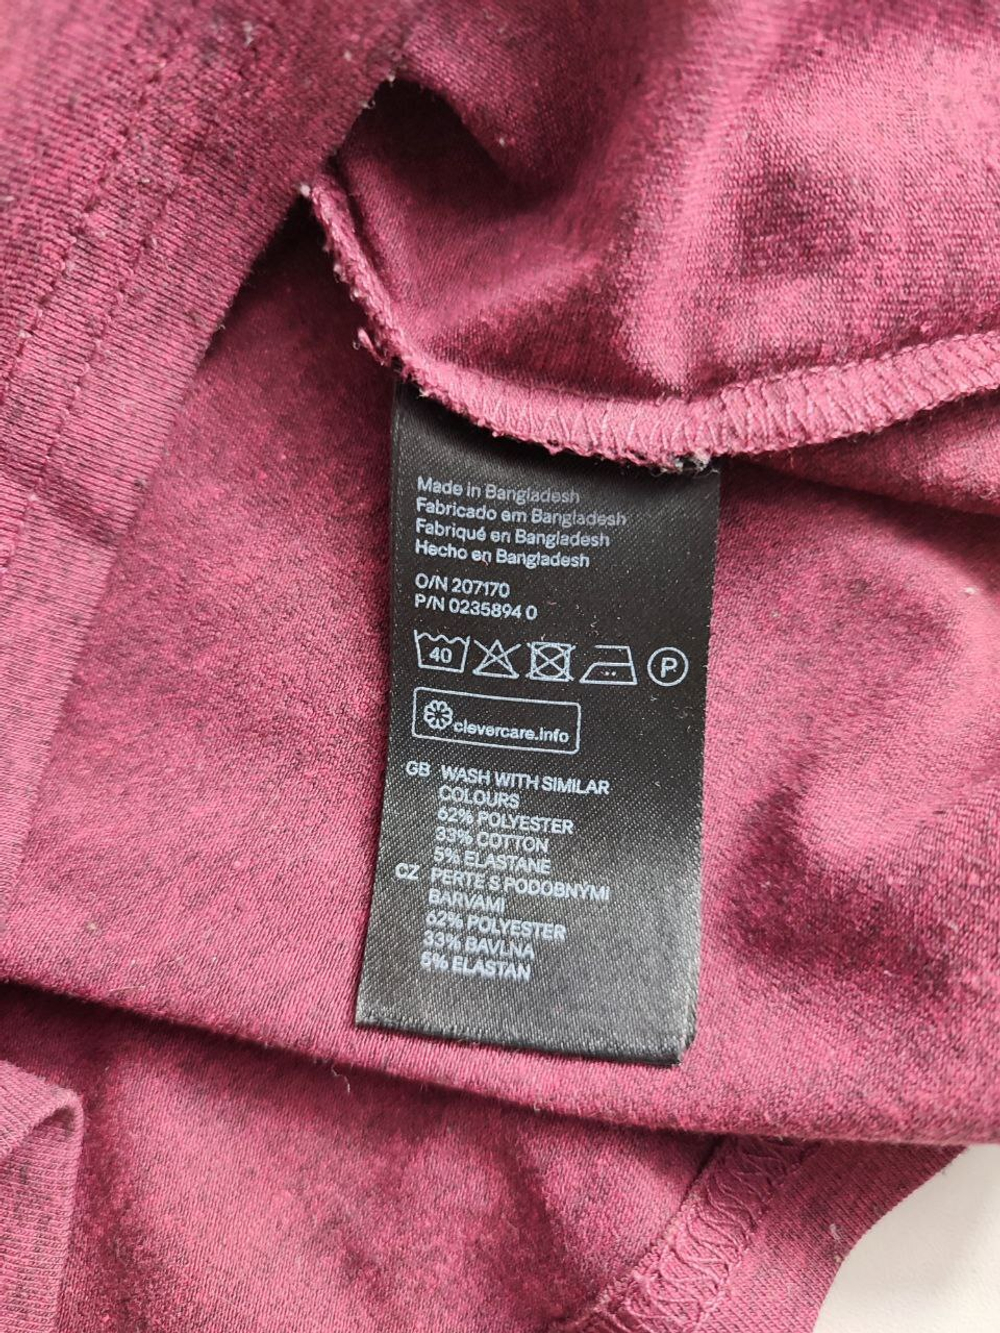 Made in Bangladesh
Fabricado em Bangladesh
Fabriqué en Bangladesh
Hecho en Bangladesh
O/N 207170
P/N 0235894 0
40 P
clevercare.info
GB WASH WITH SIMILAR
COLOURS
62% POLYESTER
33% COTTON
5% ELASTANE
CZ PERTE S PODOBNÝMI
BARVAMI
62% POLYESTER
33% BAVLNA
5% ELASTAN